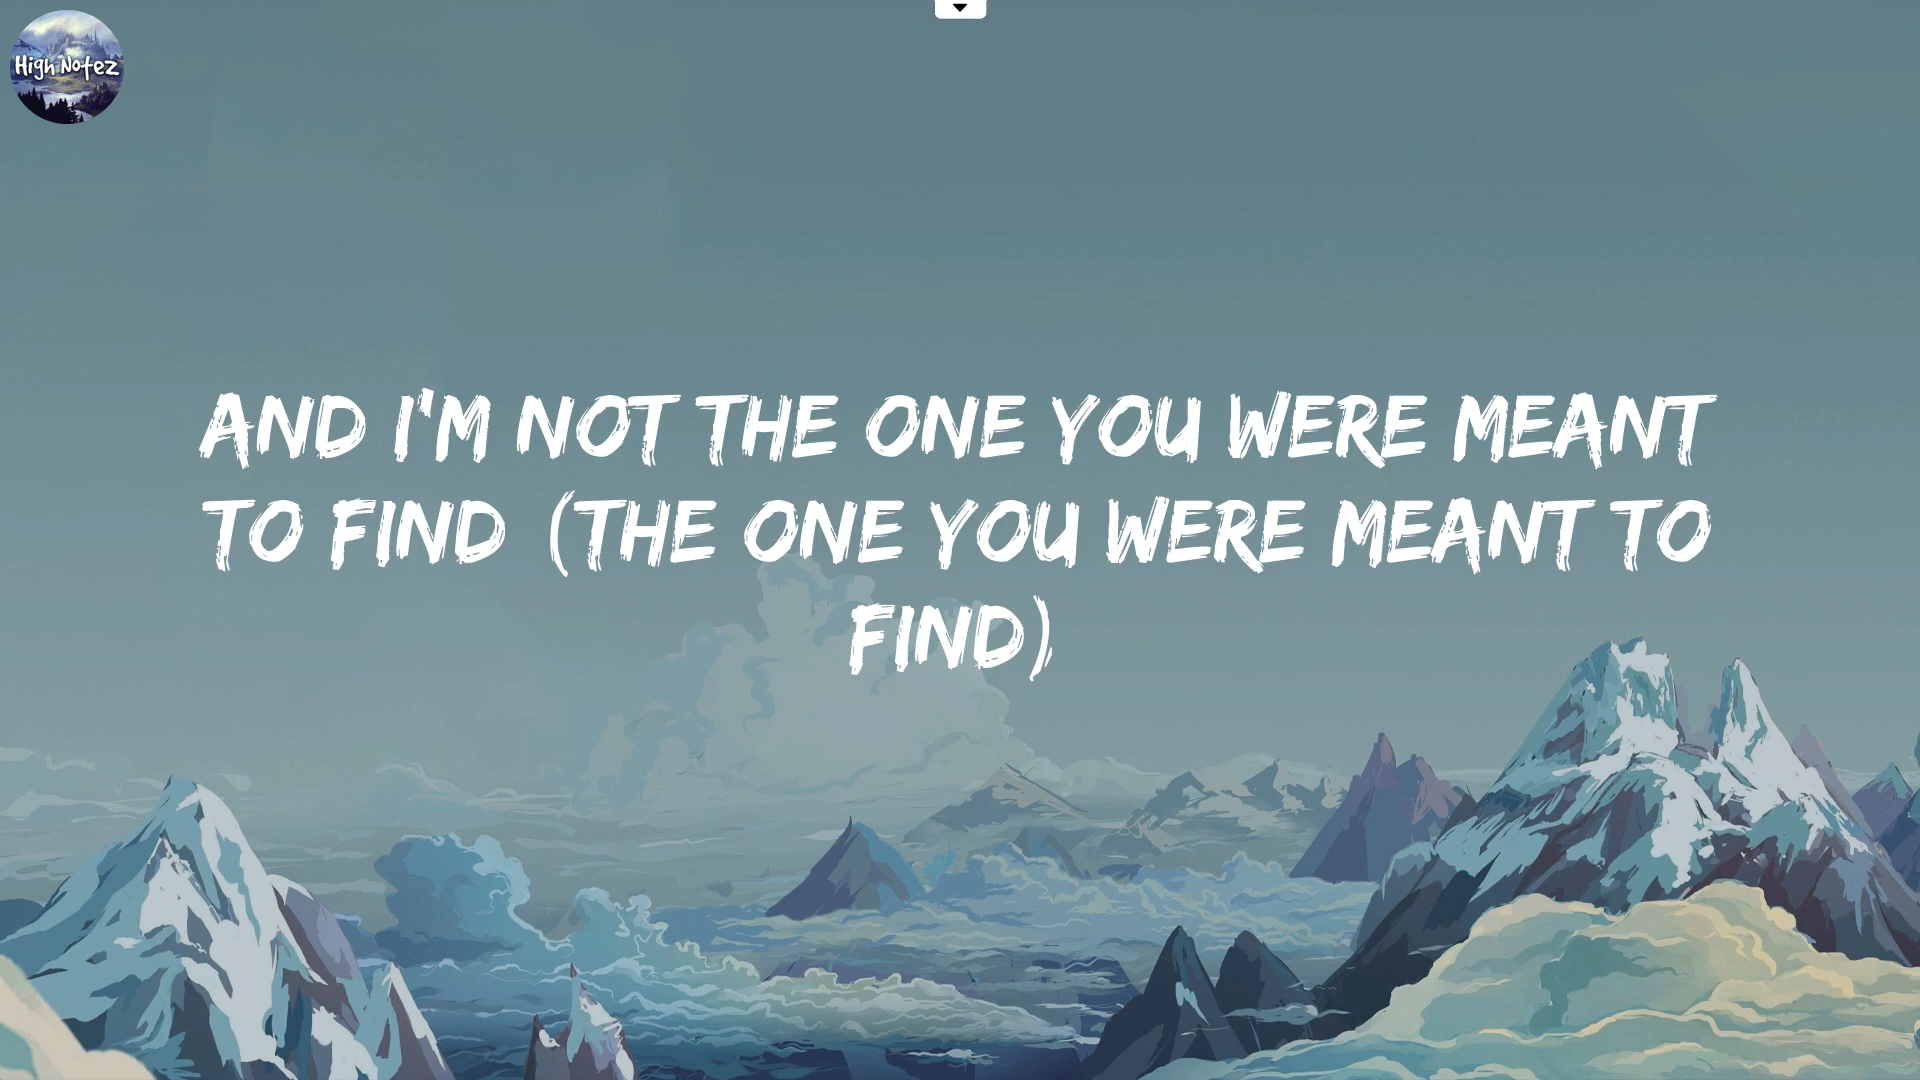 High Notez
AND I'M NOT THE ONE YOU WERE MEANT
TO FIND (THE ONE YOU WERE MEANT TO
FIND)